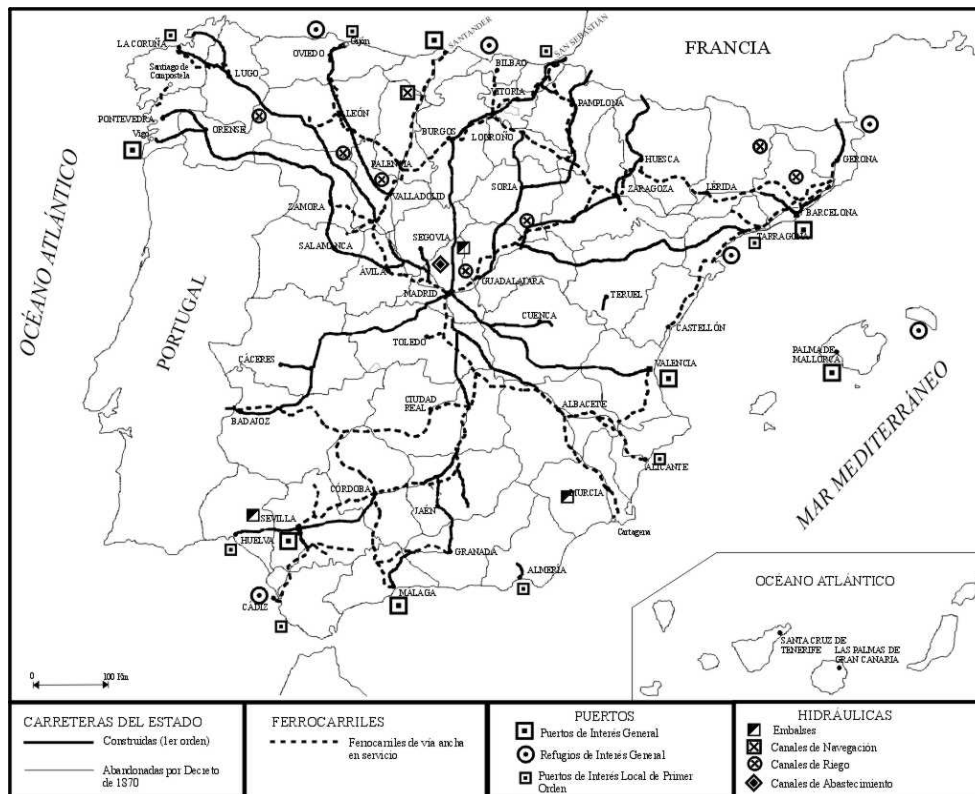 SANTANDER
LA CORUÑA
OVIEDO
Gijón
BILBAO
SAN SEBASTIÁN
FRANCIA
Santiago de
Compostela
LUGO
VITORIA
PAMPLONA
PONTEVEDRA
Vigo
ORENSE
LEÓN
BURGOS
LOGROÑO
PALENCIA
HUESCA
GERONA
OCÉANO ATLÁNTICO
ZAMORA
VALLADOLID
SORIA
ZARAGOZA
LÉRIDA
BARCELONA
TARRAGONA
SALAMANCA
SEGOVIA
ÁVILA
GUADALAJARA
MADRID
TERUEL
PORTUGAL
CUENCA
CASTELLÓN
TOLEDO
CÁCERES
VALENCIA
PALMA DE
MALLORCA
CIUDAD
REAL
ALBACETE
BADAJOZ
MAR MEDITERRÁNEO
ALICANTE
CÓRDOBA
MURCIA
JAÉN
SEVILLA
HUELVA
Cartagena
GRANADA
ALMERÍA
MÁLAGA
CÁDIZ
OCÉANO ATLÁNTICO
SANTA CRUZ DE
TENERIFE
LAS PALMAS DE
GRAN CANARIA
0 100 Km
CARRETERAS DEL ESTADO
Construidas (1er orden)
Abandonadas por Decreto
de 1870
FERROCARRILES
Ferrocarriles de vía ancha
en servicio
PUERTOS
Puertos de Interés General
Refugios de Interés General
Puertos de Interés Local de Primer
Orden
HIDRÁULICAS
Embalses
Canales de Navegación
Canales de Riego
Canales de Abastecimiento